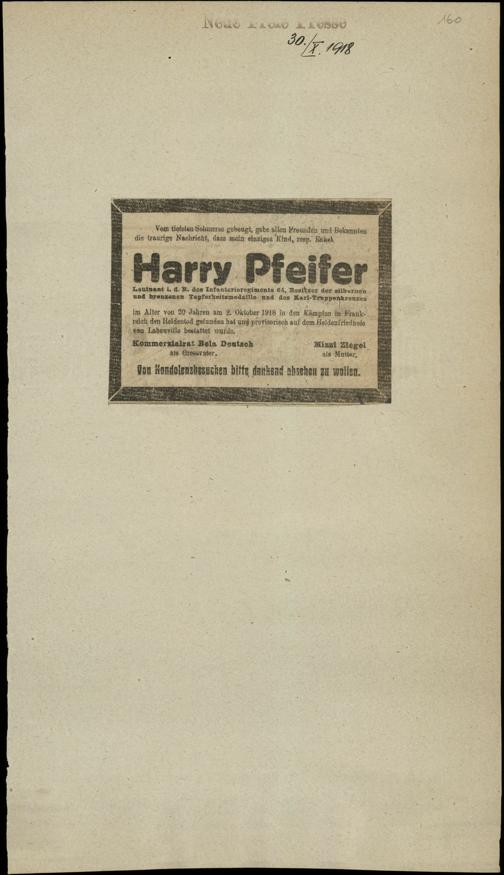 Neue Freie Presse
160
30./X. 1918
Vom tiefsten Schmerze gebeugt, gebe allen Freunden und Bekannten
die traurige Nachricht, dass mein einziges Kind, resp. Enkel
Harry Pfeifer
Leutnant i. d. R. des Infanterieregiments 64, Besitzer der silbernen
und bronzenen Tapferkeitsmedaille und des Karl-Truppenkreuzes
im Alter von 20 Jahren am 2. Oktober 1918 in den Kämpfen in Frank-
reich den Heldentod gefunden hat und provisorisch auf dem Heldenfriedhofe
von Labouville bestattet wurde.
Kommerzialrat Bela Deutsch
als Grossvater.
Mizzi Ziegel
als Mutter.
Von Kondolenzbesuchen bitte dankend absehen zu wollen.